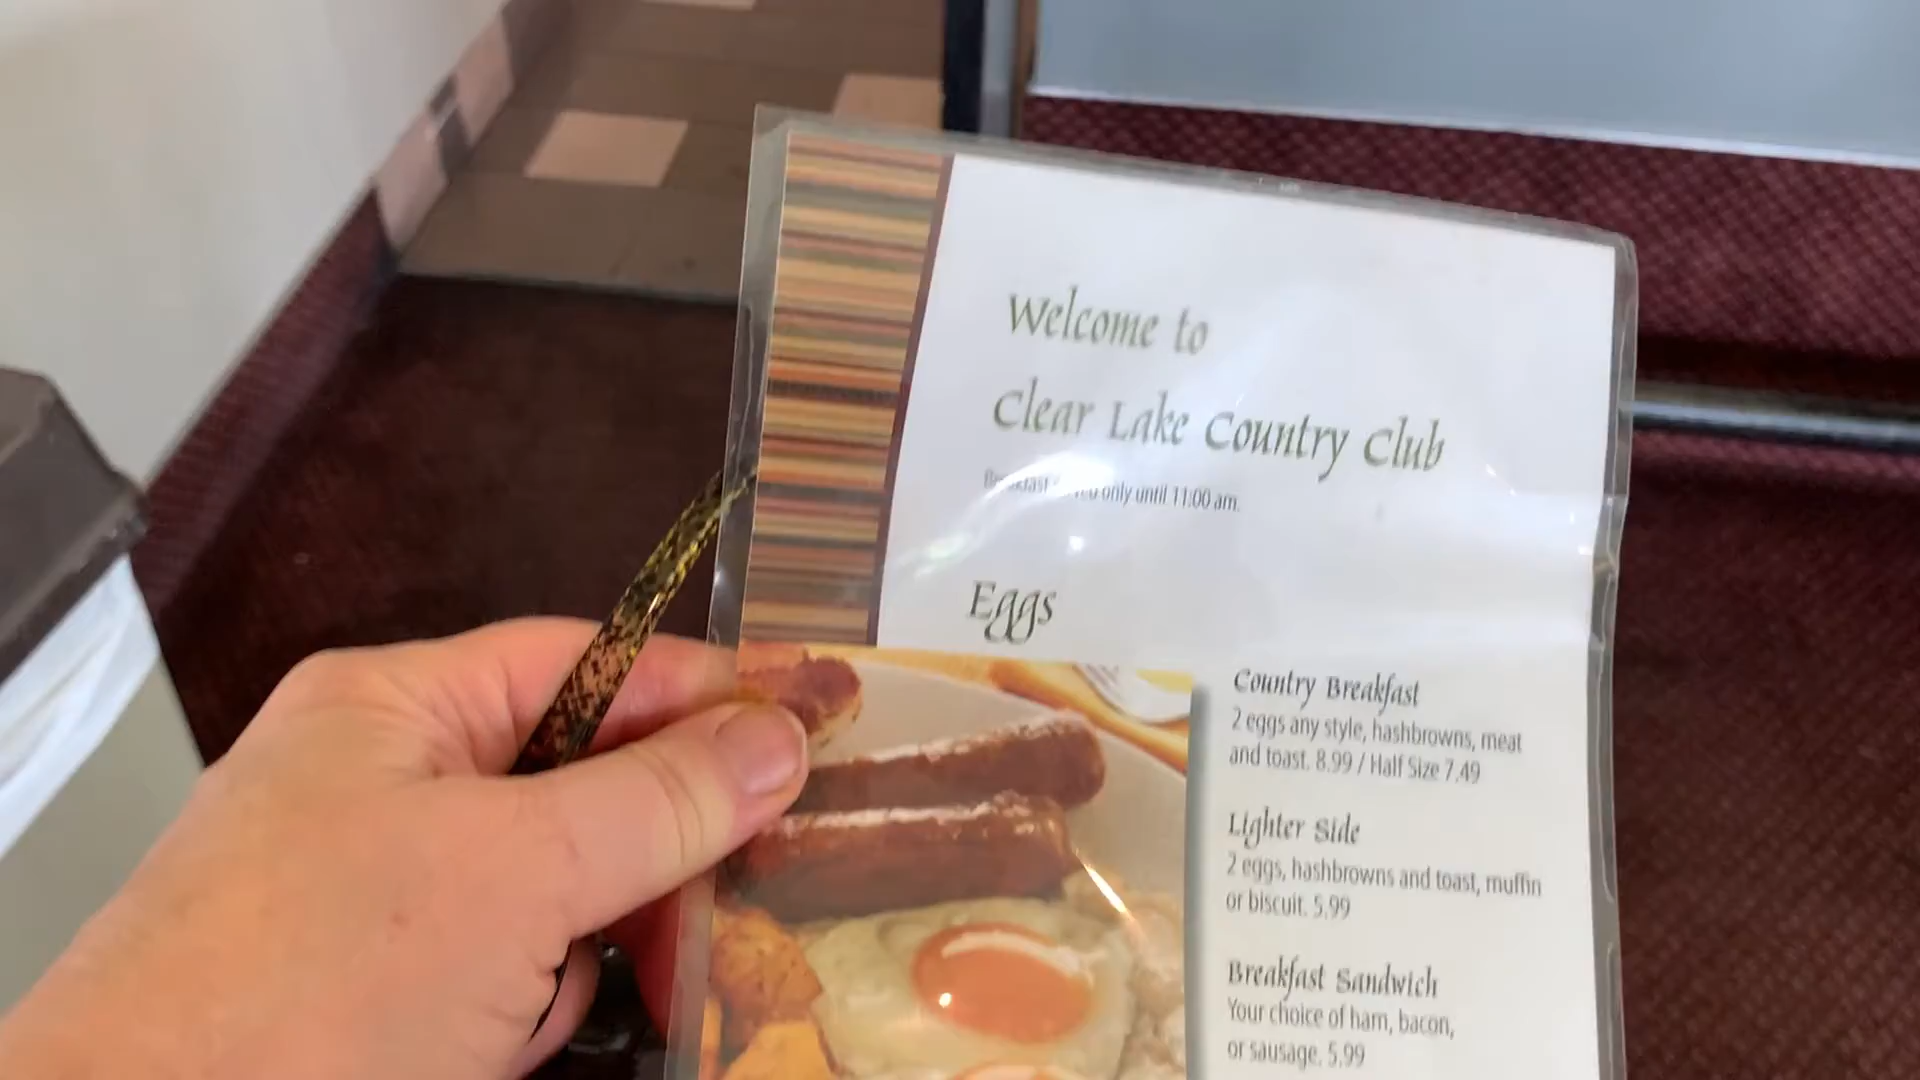 Welcome to
Clear Lake Country Club
only until 11:00 am.
Eggs
Country Breakfast
2 eggs any style, hashbrowns, meat
and toast. 8.99 / Half Size 7.49
Lighter Side
2 eggs, hashbrowns and toast, muffin
or biscuit. 5.99
Breakfast Sandwich
Your choice of ham, bacon,
or sausage. 5.99